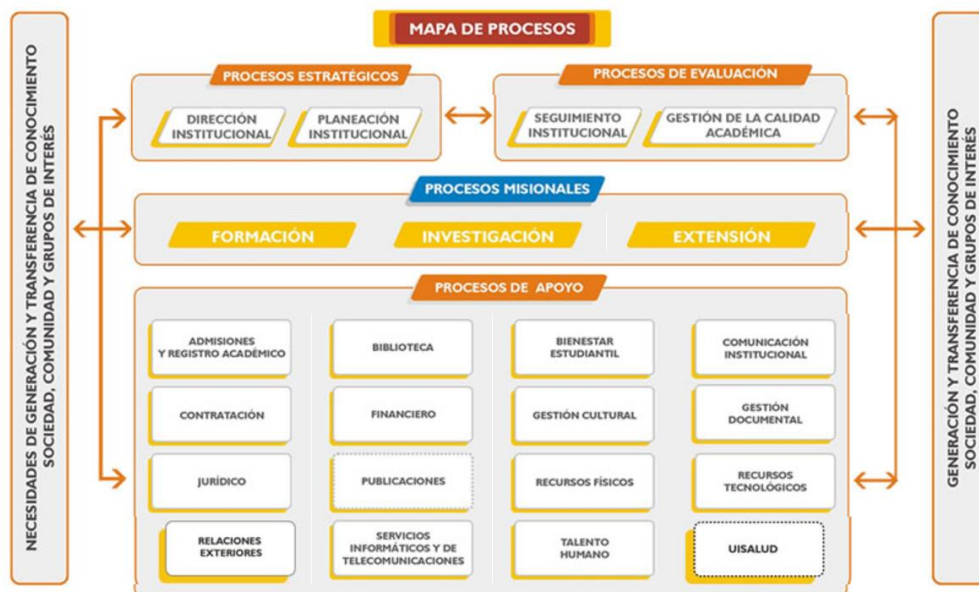 MAPA DE PROCESOS
NECESIDADES DE GENERACIÓN Y TRANSFERENCIA DE CONOCIMIENTO
SOCIEDAD, COMUNIDAD Y GRUPOS DE INTERÉS
PROCESOS ESTRATÉGICOS
DIRECCIÓN
INSTITUCIONAL
PLANEACIÓN
INSTITUCIONAL
PROCESOS DE EVALUACIÓN
SEGUIMIENTO
INSTITUCIONAL
GESTIÓN DE LA CALIDAD
ACADÉMICA
PROCESOS MISIONALES
FORMACIÓN
INVESTIGACIÓN
EXTENSIÓN
PROCESOS DE APOYO
ADMISIONES
Y REGISTRO ACADÉMICO
BIBLIOTECA
BIENESTAR
ESTUDIANTIL
COMUNICACIÓN
INSTITUCIONAL
CONTRATACIÓN
FINANCIERO
GESTIÓN CULTURAL
GESTIÓN
DOCUMENTAL
JURÍDICO
PUBLICACIONES
RECURSOS FÍSICOS
RECURSOS
TECNOLÓGICOS
RELACIONES
EXTERIORES
SERVICIOS
INFORMÁTICOS Y DE
TELECOMUNICACIONES
TALENTO
HUMANO
UISALUD
GENERACIÓN Y TRANSFERENCIA DE CONOCIMIENTO
SOCIEDAD, COMUNIDAD Y GRUPOS DE INTERÉS